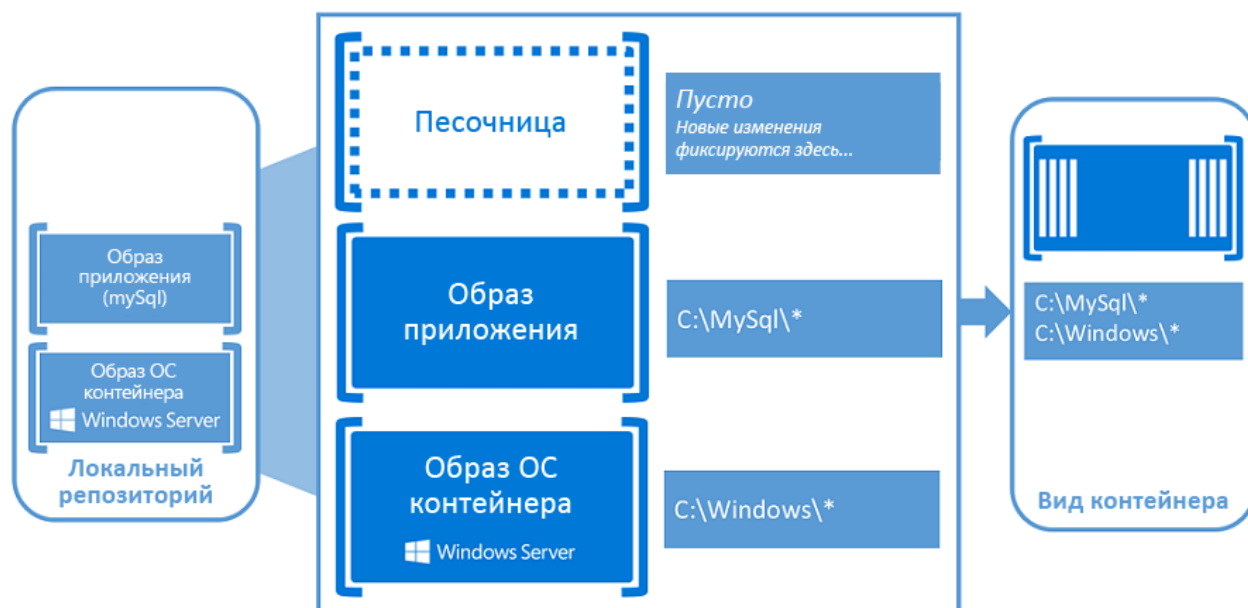 Образ
приложения
(mySql)
Образ ОС
контейнера
Windows Server
Локальный
репозиторий
Песочница
Пусто
Новые изменения
фиксируются здесь...
Образ
приложения
C:\MySql\*
Образ ОС
контейнера
Windows Server
C:\Windows\*
C:\MySql\*
C:\Windows\*
Вид контейнера